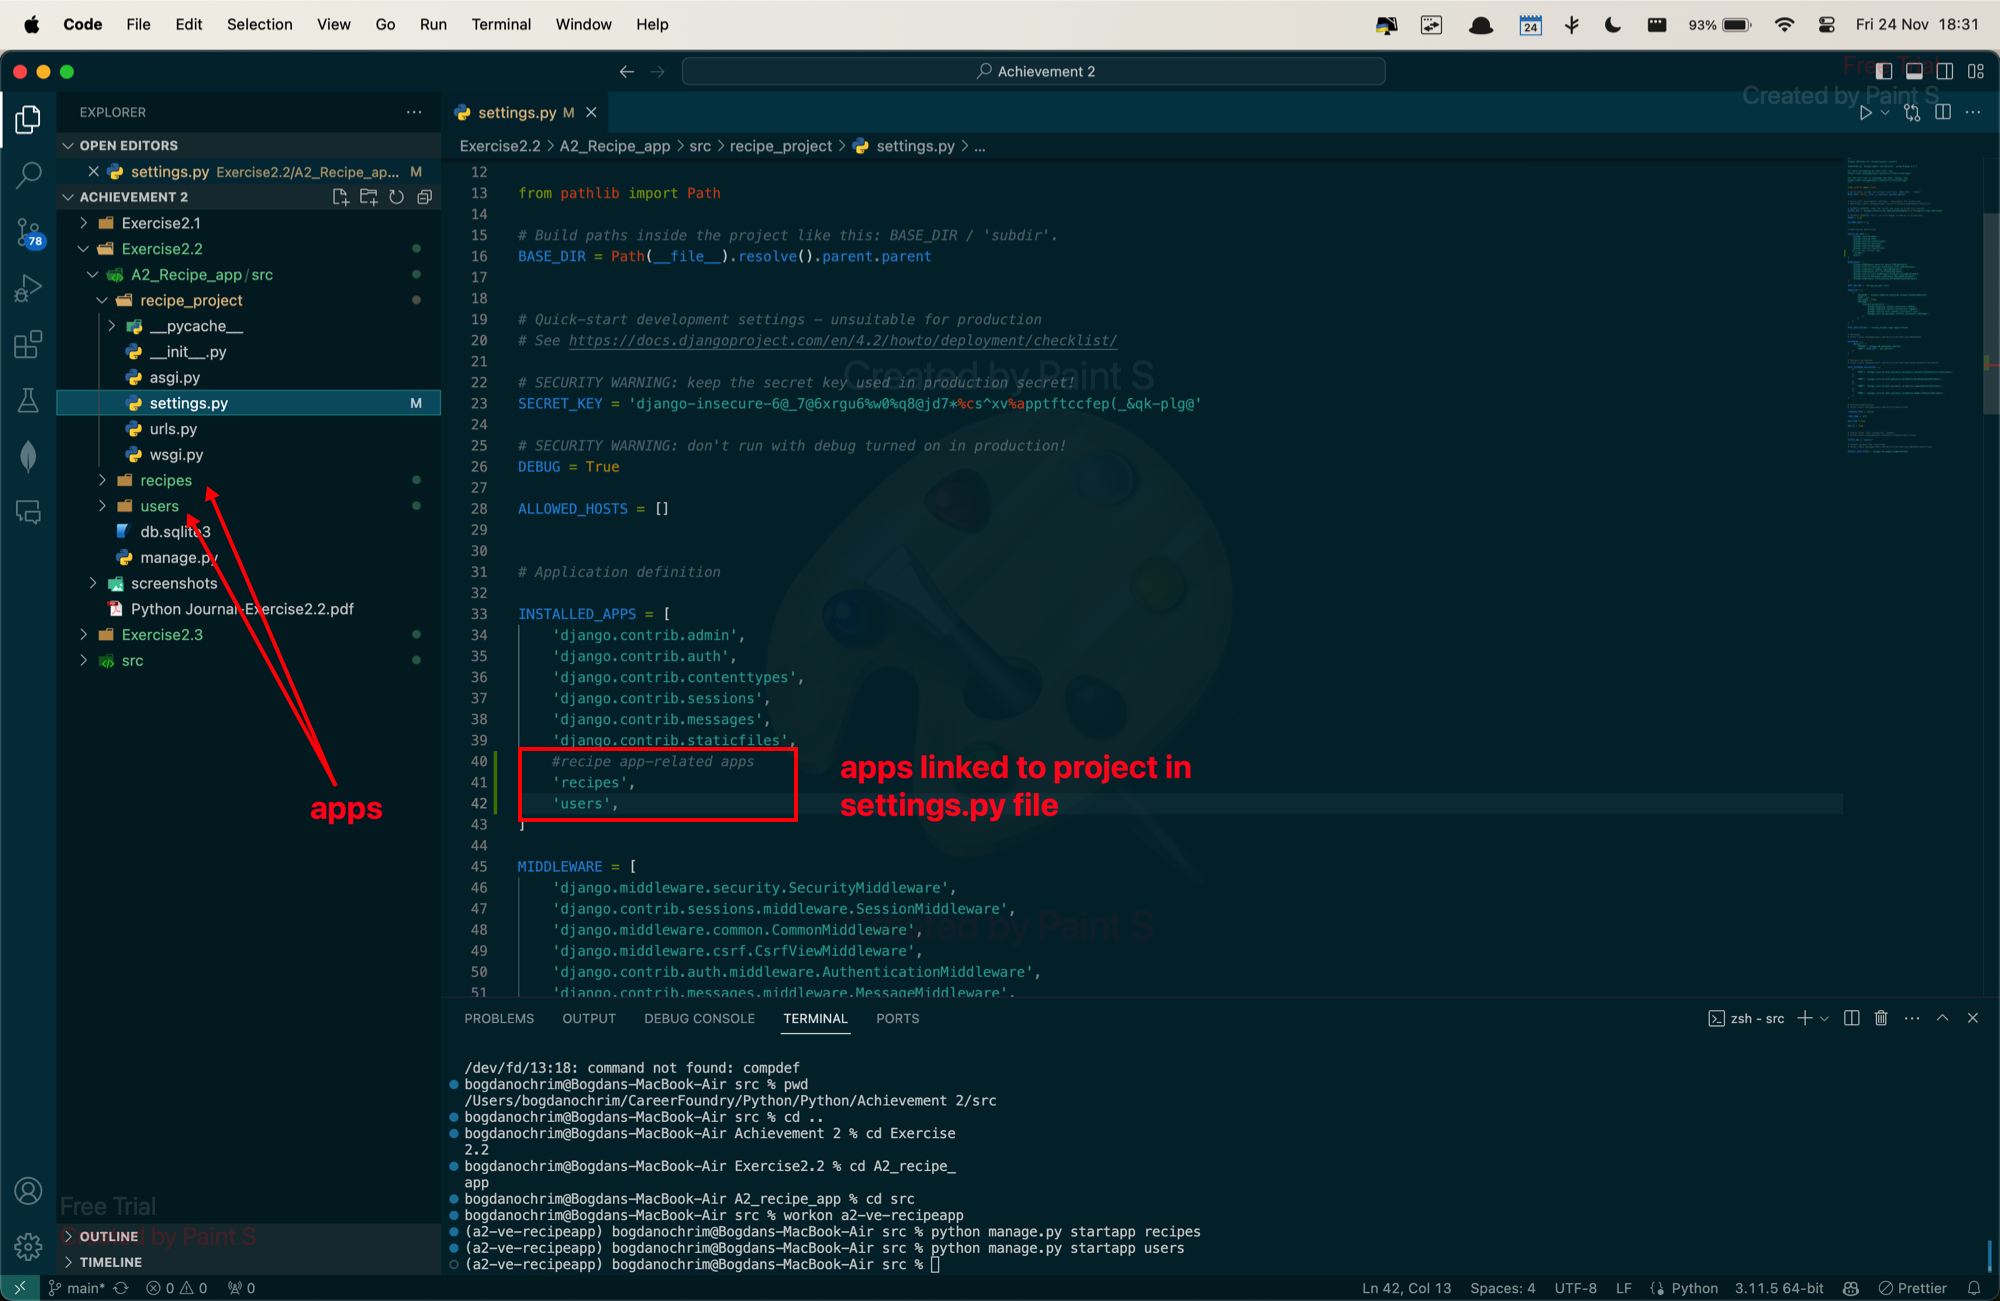 Code File Edit Selection View Go Run Terminal Window Help
24 93% Fri 24 Nov 18:31
Achievement 2
Free Trial
Created by Paint S
EXPLORER
OPEN EDITORS
settings.py Exercise2.2/A2_Recipe_ap... M
ACHIEVEMENT 2
Exercise2.1
Exercise2.2
A2_Recipe_app/src
recipe_project
__pycache__
__init__.py
asgi.py
settings.py M
urls.py
wsgi.py
recipes
users
db.sqlite3
manage.py
screenshots
Python Journal-Exercise2.2.pdf
Exercise2.3
src
78
apps
Free Trial
Created by Paint S
OUTLINE
TIMELINE
settings.py M
Exercise2.2 > A2_Recipe_app > src > recipe_project > settings.py > ...
12
13 from pathlib import Path
14
15 # Build paths inside the project like this: BASE_DIR / 'subdir'.
16 BASE_DIR = Path(__file__).resolve().parent.parent
17
18
19 # Quick-start development settings - unsuitable for production
20 # See https://docs.djangoproject.com/en/4.2/howto/deployment/checklist/
21
Created by Paint S
22 # SECURITY WARNING: keep the secret key used in production secret!
23 SECRET_KEY = 'django-insecure-6@_7@6xrgu6%w0%q8@jd7*%cs^xv%apptftccfep(_&qk-plg@'
24
25 # SECURITY WARNING: don't run with debug turned on in production!
26 DEBUG = True
27
28 ALLOWED_HOSTS = []
29
30
31 # Application definition
32
33 INSTALLED_APPS = [
34 'django.contrib.admin',
35 'django.contrib.auth',
36 'django.contrib.contenttypes',
37 'django.contrib.sessions',
38 'django.contrib.messages',
39 'django.contrib.staticfiles',
40 #recipe app-related apps
41 'recipes',
42 'users',
43 ]
44
apps linked to project in
settings.py file
45 MIDDLEWARE = [
46 'django.middleware.security.SecurityMiddleware',
47 'django.contrib.sessions.middleware.SessionMiddleware',
48 'django.middleware.common.CommonMiddleware',
Created by Paint S
49 'django.middleware.csrf.CsrfViewMiddleware',
50 'django.contrib.auth.middleware.AuthenticationMiddleware',
51 'django.contrib.messages.middleware.MessageMiddleware',
PROBLEMS OUTPUT DEBUG CONSOLE TERMINAL PORTS
zsh - src
/dev/fd/13:18: command not found: compdef
bogdanochrim@Bogdans-MacBook-Air src % pwd
/Users/bogdanochrim/CareerFoundry/Python/Python/Achievement 2/src
bogdanochrim@Bogdans-MacBook-Air src % cd ..
bogdanochrim@Bogdans-MacBook-Air Achievement 2 % cd Exercise
2.2
bogdanochrim@Bogdans-MacBook-Air Exercise2.2 % cd A2_recipe_
app
bogdanochrim@Bogdans-MacBook-Air A2_recipe_app % cd src
bogdanochrim@Bogdans-MacBook-Air src % workon a2-ve-recipeapp
(a2-ve-recipeapp) bogdanochrim@Bogdans-MacBook-Air src % python manage.py startapp recipes
(a2-ve-recipeapp) bogdanochrim@Bogdans-MacBook-Air src % python manage.py startapp users
(a2-ve-recipeapp) bogdanochrim@Bogdans-MacBook-Air src %
main* 0 0 0
Ln 42, Col 13 Spaces: 4 UTF-8 LF Python 3.11.5 64-bit Prettier